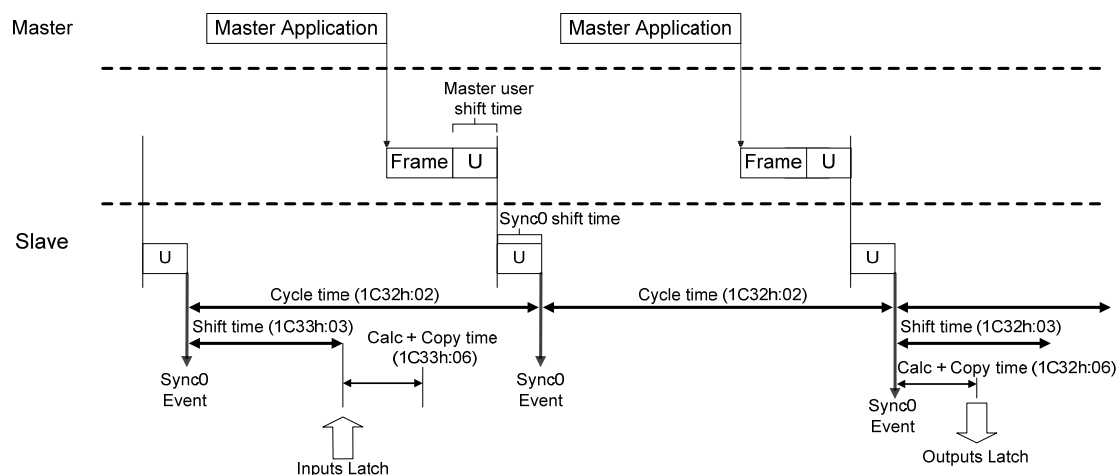 Master
Master Application
Master Application
Master user
shift time
Frame
U
Frame
U
Slave
Sync0 shift time
U
U
U
Cycle time (1C32h:02)
Cycle time (1C32h:02)
Shift time (1C33h:03)
Shift time (1C32h:03)
Calc + Copy time
(1C33h:06)
Calc + Copy time (1C32h:06)
Sync0
Event
Sync0
Event
Sync0
Event
Inputs Latch
Outputs Latch